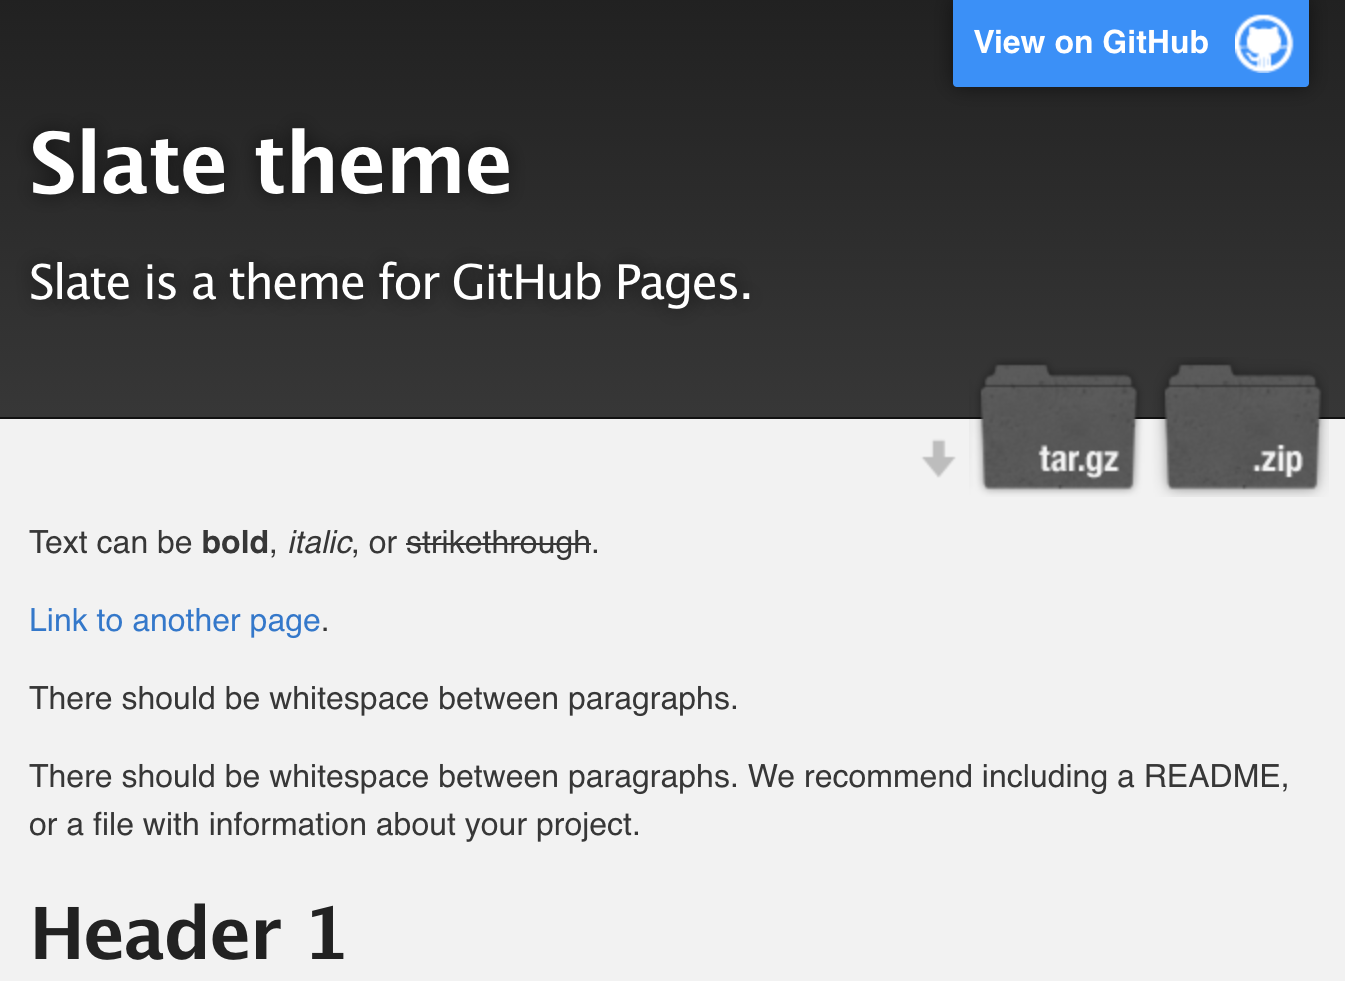 View on GitHub
Slate theme
Slate is a theme for GitHub Pages.
tar.gz
.zip
Text can be bold, italic, or strikethrough.
Link to another page.
There should be whitespace between paragraphs.
There should be whitespace between paragraphs. We recommend including a README,
or a file with information about your project.
Header 1